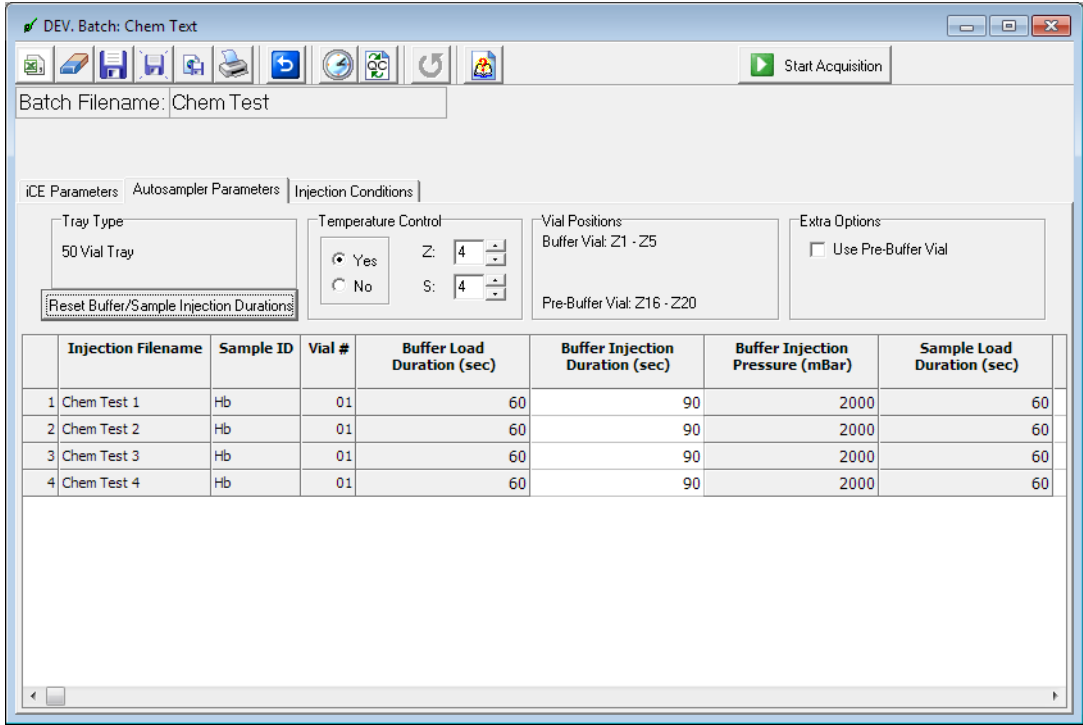 DEV. Batch: Chem Text
QC
Start Acquisition
Batch Filename: Chem Test
iCE Parameters Autosampler Parameters Injection Conditions
Tray Type
50 Vial Tray
Reset Buffer/Sample Injection Durations
Temperature Control
Yes Z: 4
No S: 4
Vial Positions
Buffer Vial: Z1 - Z5
Pre-Buffer Vial: Z16 - Z20
Extra Options
Use Pre-Buffer Vial
Injection Filename Sample ID Vial # Buffer Load Duration (sec) Buffer Injection Duration (sec) Buffer Injection Pressure (mBar) Sample Load Duration (sec)
1 Chem Test 1 Hb 01 60 90 2000 60
2 Chem Test 2 Hb 01 60 90 2000 60
3 Chem Test 3 Hb 01 60 90 2000 60
4 Chem Test 4 Hb 01 60 90 2000 60